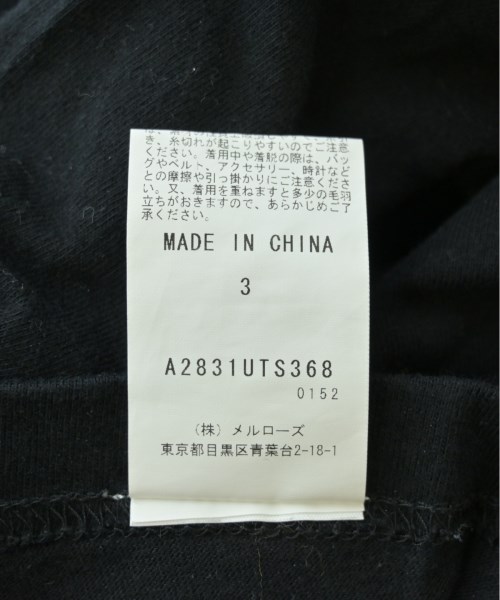 き、糸切れが起こりやすいのでご注意
ください。着用中や着脱の際は、バッ
グやベルト、アクセサリー、時計など
との摩擦や引っ掛かりにご注意くださ
い。又、着用を重ねますと多少の毛羽
立ちがおきますので、あらかじめご了
承ください。
MADE IN CHINA
3
A2831UTS368
0152
(株) メルローズ
東京都目黒区青葉台2-18-1